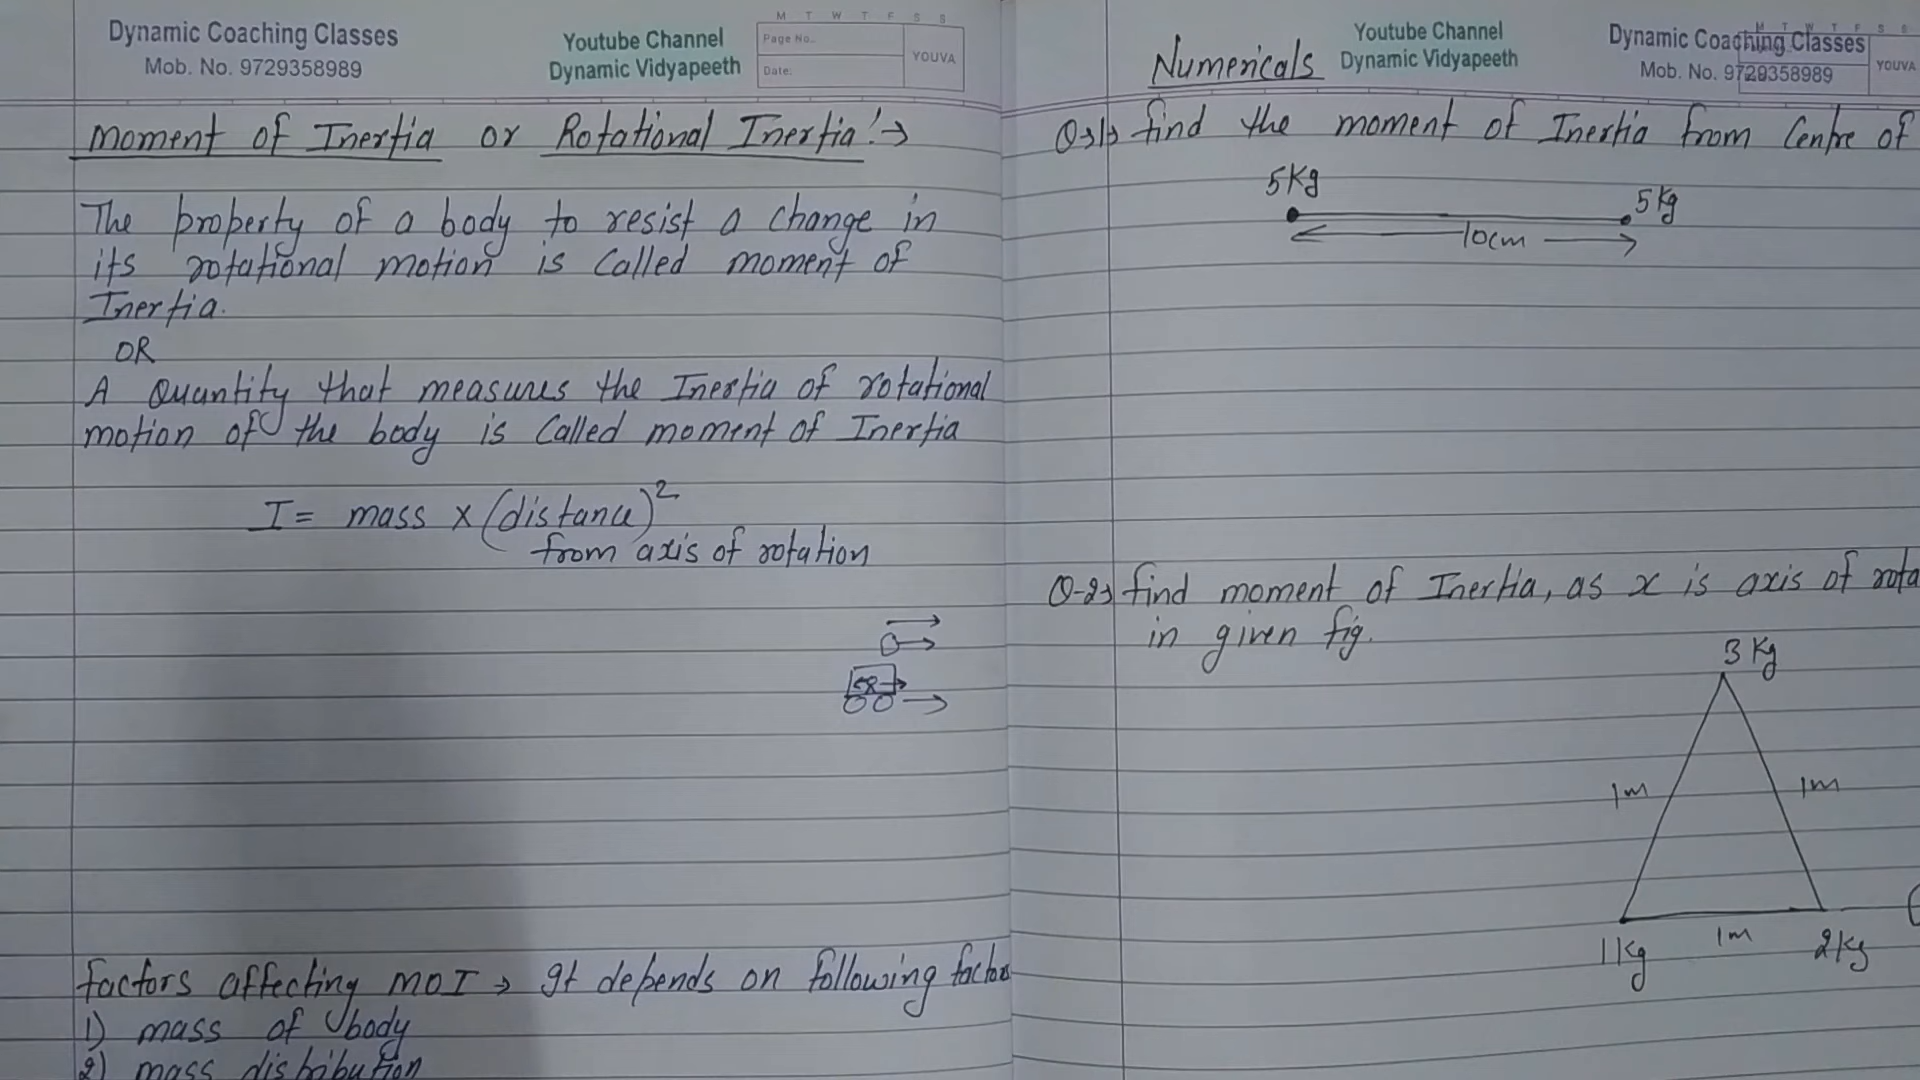 Dynamic Coaching Classes
Mob. No. 9729358989
Youtube Channel
Dynamic Vidyapeeth
M T W T F S S
Page No.
Date:
YOUVA
Moment of Inertia or Rotational Inertia :→
The property of a body to resist a change in
its rotational motion is called moment of
Inertia.
OR
A Quantity that measures the Inertia of rotational
motion of the body is Called moment of Inertia
I = mass × (distance)²
from axis of rotation
factors affecting MOI → It depends on following factors
1) mass of body
2) mass distribution
Numericals
Youtube Channel
Dynamic Vidyapeeth
Dynamic Coaching Classes
Mob. No. 9729358989
M T W T F S S
YOUVA
Q→1) find the moment of Inertia from Centre of
5Kg
5Kg
10cm
Q-2) find moment of Inertia, as x is axis of rota
in given fig.
3 Kg
1m
1m
1Kg
1m
2Kg